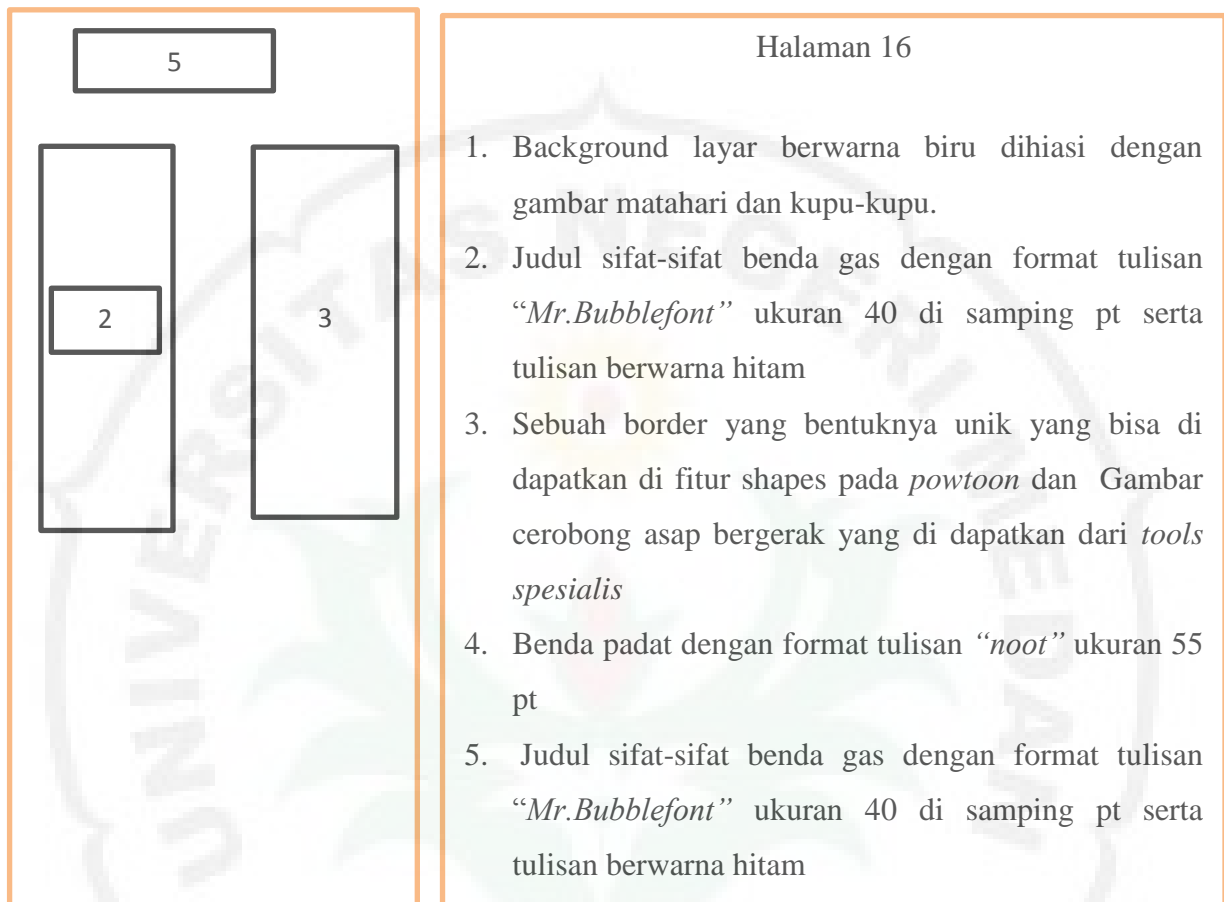 5
2
3
Halaman 16
1. Background layar berwarna biru dihiasi dengan
gambar matahari dan kupu-kupu.
2. Judul sifat-sifat benda gas dengan format tulisan
“Mr.Bubblefont” ukuran 40 di samping pt serta
tulisan berwarna hitam
3. Sebuah border yang bentuknya unik yang bisa di
dapatkan di fitur shapes pada powtoon dan Gambar
cerobong asap bergerak yang di dapatkan dari tools
spesialis
4. Benda padat dengan format tulisan “noot” ukuran 55
pt
5. Judul sifat-sifat benda gas dengan format tulisan
“Mr.Bubblefont” ukuran 40 di samping pt serta
tulisan berwarna hitam
UNIVERSITAS NEGERI MEDAN